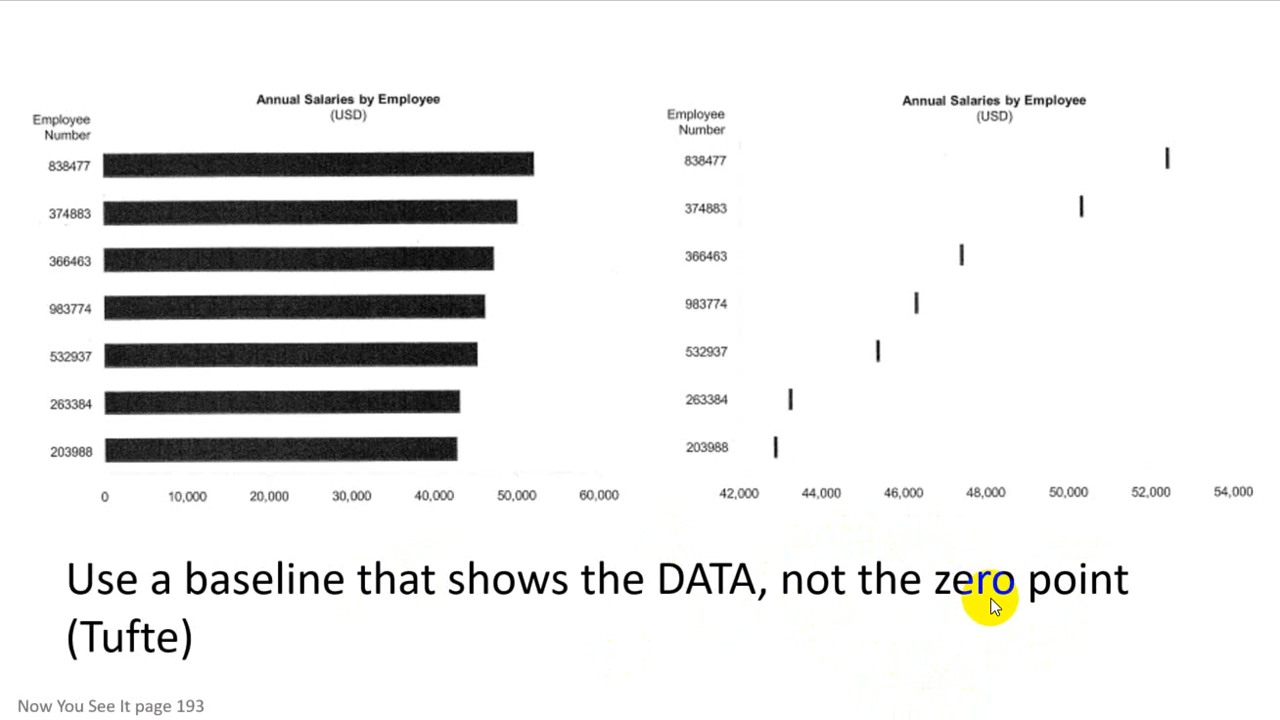 Annual Salaries by Employee
(USD)
Employee
Number
838477
374883
366463
983774
532937
263384
203988
0 10,000 20,000 30,000 40,000 50,000 60,000
Annual Salaries by Employee
(USD)
Employee
Number
838477
374883
366463
983774
532937
263384
203988
42,000 44,000 46,000 48,000 50,000 52,000 54,000
Use a baseline that shows the DATA, not the zero point
(Tufte)
Now You See It page 193